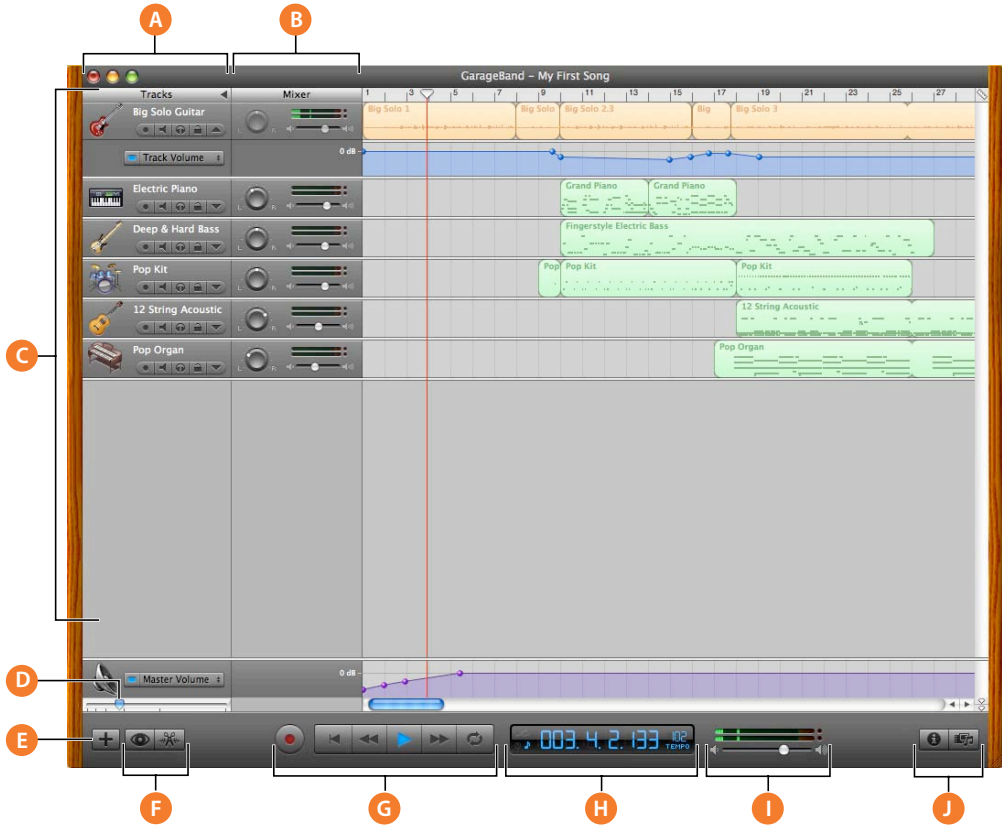 A B
GarageBand – My First Song
Tracks Mixer 1 3 5 7 9 11 13 15 17 19 21 23 25 27
Big Solo Guitar Big Solo 1 Big Solo Big Solo 2.3 Big Big Solo 3
L R
Track Volume 0 dB
Electric Piano Grand Piano Grand Piano
L R
Deep & Hard Bass Fingerstyle Electric Bass
L R
Pop Kit Pop Pop Kit Pop Kit
L R
12 String Acoustic 12 String Acoustic
L R
C
Pop Organ Pop Organ
L R
D
Master Volume 0 dB
E
003. 4. 2. 133 102
TEMPO
F G H I J